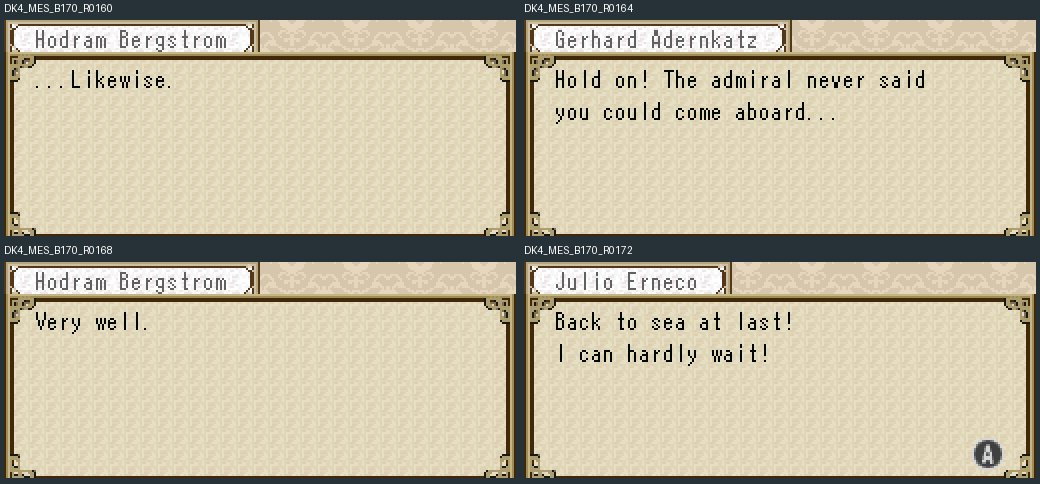 DK4_MES_B170_R0160
Hodram Bergstrom
...Likewise.
DK4_MES_B170_R0164
Gerhard Adernkatz
Hold on! The admiral never said
you could come aboard...
DK4_MES_B170_R0168
Hodram Bergstrom
Very well.
DK4_MES_B170_R0172
Julio Erneco
Back to sea at last!
I can hardly wait!
A